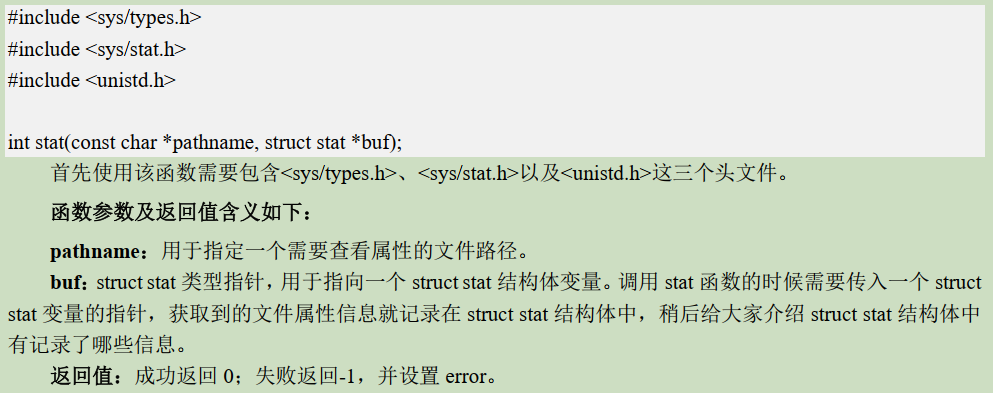 #include <sys/types.h>
#include <sys/stat.h>
#include <unistd.h>
int stat(const char *pathname, struct stat *buf);
首先使用该函数需要包含<sys/types.h>、<sys/stat.h>以及<unistd.h>这三个头文件。
函数参数及返回值含义如下：
pathname：用于指定一个需要查看属性的文件路径。
buf：struct stat 类型指针，用于指向一个 struct stat 结构体变量。调用 stat 函数的时候需要传入一个 struct
stat 变量的指针，获取到的文件属性信息就记录在 struct stat 结构体中，稍后给大家介绍 struct stat 结构体中
有记录了哪些信息。
返回值：成功返回 0；失败返回-1，并设置 error。